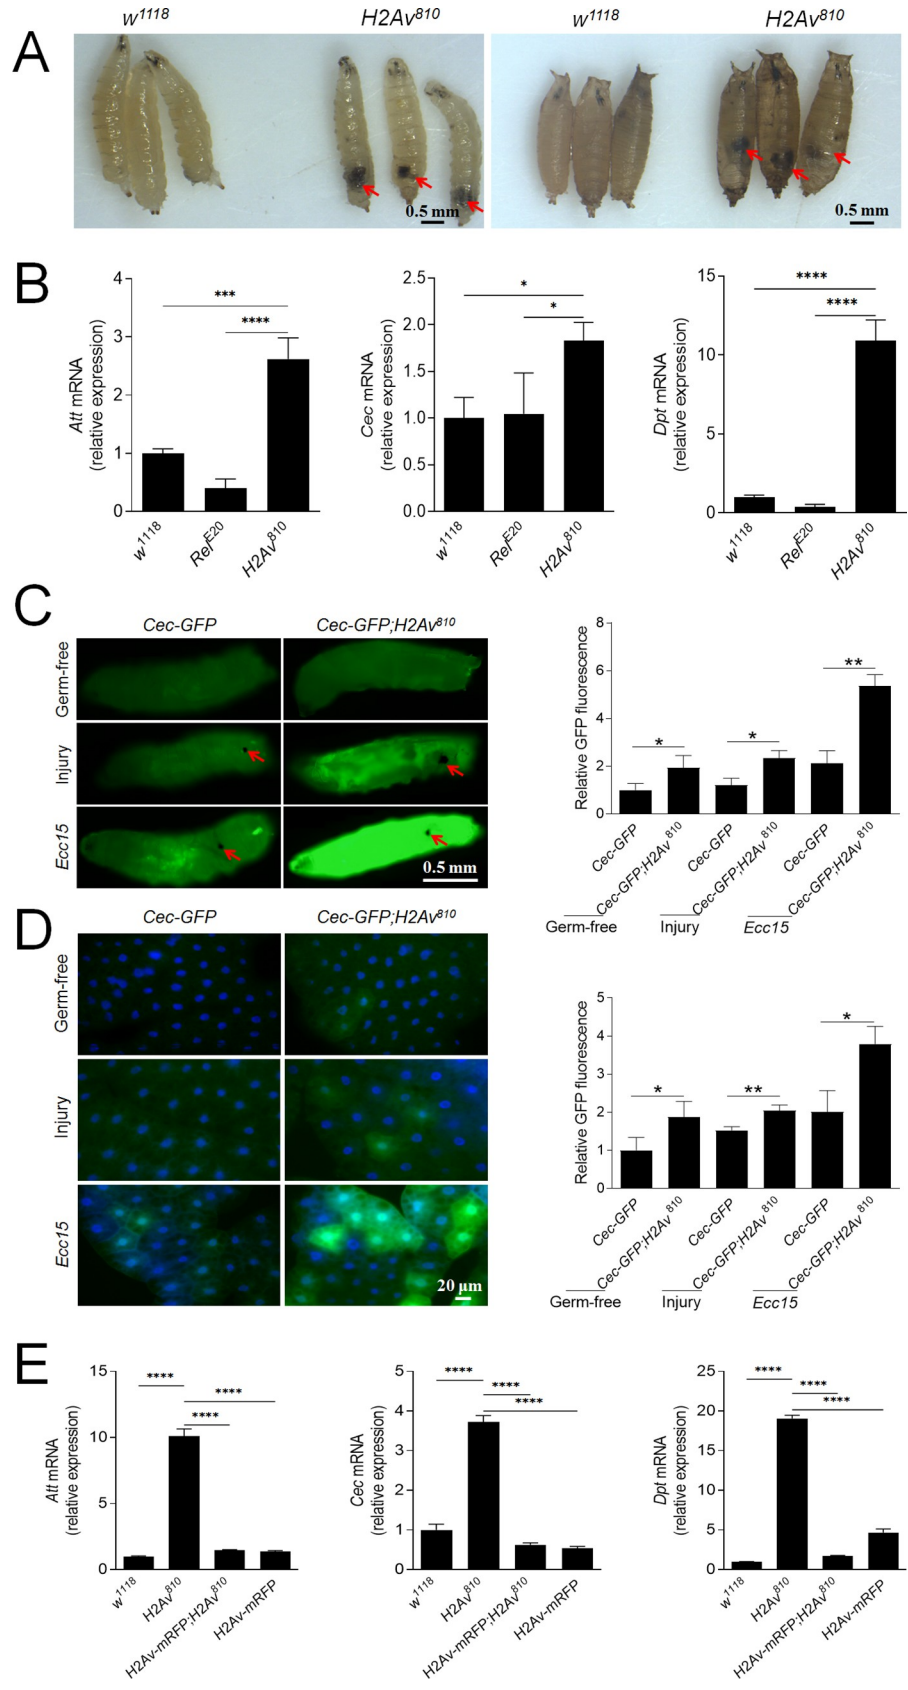 A
w1118
H2Av810
w1118
H2Av810
0.5 mm
0.5 mm
B
Att mRNA
(relative expression)
4
3
2
1
0
***
****
w1118
RelE20
H2Av810
Cec mRNA
(relative expression)
2.5
2.0
1.5
1.0
0.5
0.0
*
*
w1118
RelE20
H2Av810
Dpt mRNA
(relative expression)
15
10
5
0
****
****
w1118
RelE20
H2Av810
C
Cec-GFP
Cec-GFP;H2Av810
Germ-free
Injury
Ecc15
0.5 mm
Relative GFP fluorescence
8
6
4
2
0
*
*
**
Cec-GFP
Cec-GFP;H2Av810
Cec-GFP
Cec-GFP;H2Av810
Cec-GFP
Cec-GFP;H2Av810
Germ-free
Injury
Ecc15
D
Cec-GFP
Cec-GFP;H2Av810
Germ-free
Injury
Ecc15
20 µm
Relative GFP fluorescence
5
4
3
2
1
0
*
**
*
Cec-GFP
Cec-GFP;H2Av810
Cec-GFP
Cec-GFP;H2Av810
Cec-GFP
Cec-GFP;H2Av810
Germ-free
Injury
Ecc15
E
Att mRNA
(relative expression)
15
10
5
0
****
****
****
w1118
H2Av810
H2Av-mRFP;H2Av810
H2Av-mRFP
Cec mRNA
(relative expression)
5
4
3
2
1
0
****
****
****
w1118
H2Av810
H2Av-mRFP;H2Av810
H2Av-mRFP
Dpt mRNA
(relative expression)
25
20
15
10
5
0
****
****
****
w1118
H2Av810
H2Av-mRFP;H2Av810
H2Av-mRFP